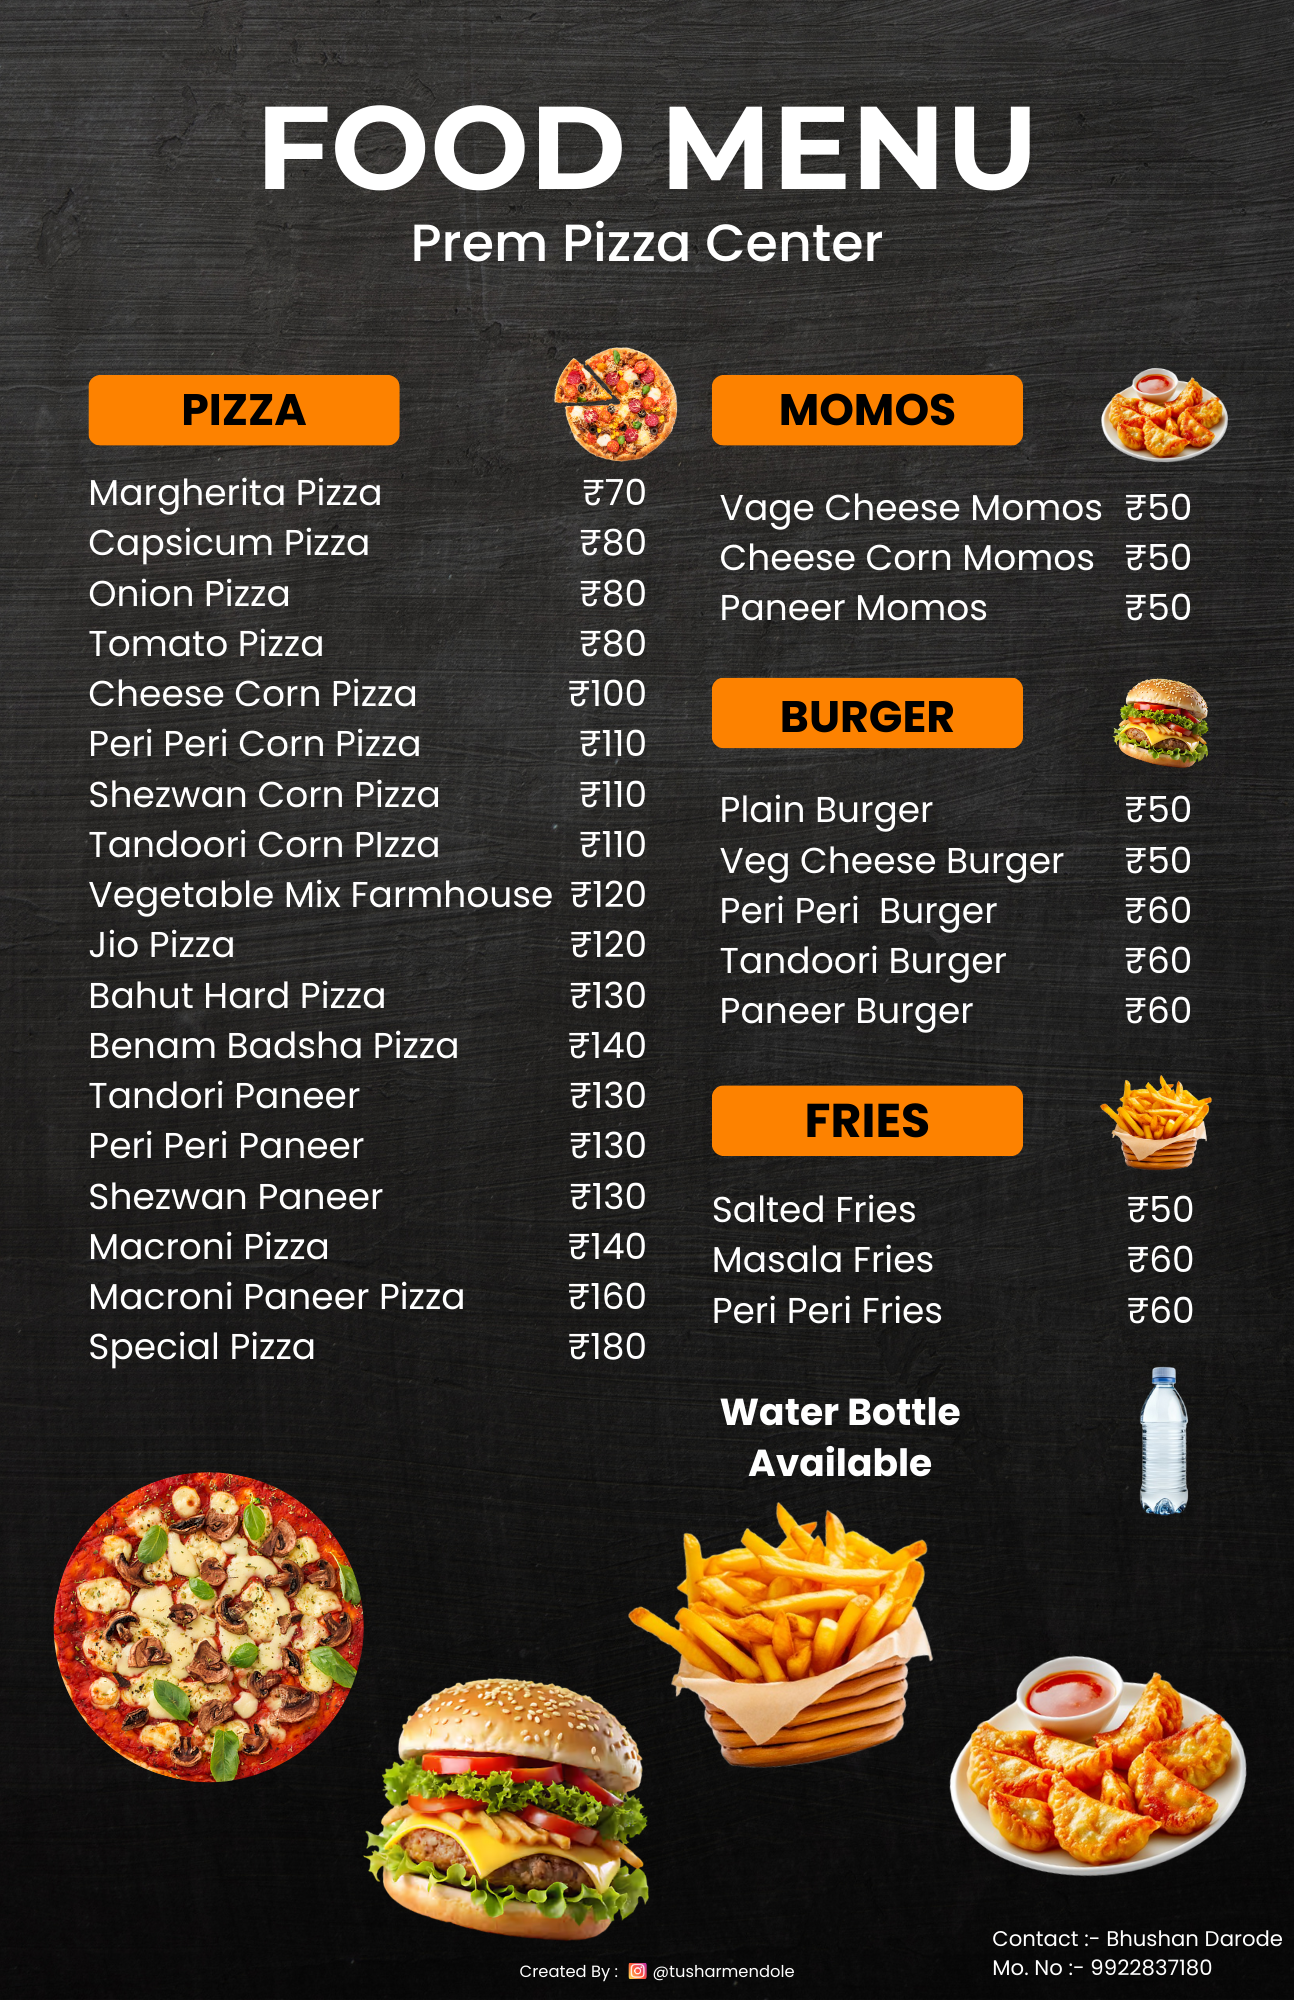 FOOD MENU
Prem Pizza Center
PIZZA
Margherita Pizza ₹70
Capsicum Pizza ₹80
Onion Pizza ₹80
Tomato Pizza ₹80
Cheese Corn Pizza ₹100
Peri Peri Corn Pizza ₹110
Shezwan Corn Pizza ₹110
Tandoori Corn PIzza ₹110
Vegetable Mix Farmhouse ₹120
Jio Pizza ₹120
Bahut Hard Pizza ₹130
Benam Badsha Pizza ₹140
Tandori Paneer ₹130
Peri Peri Paneer ₹130
Shezwan Paneer ₹130
Macroni Pizza ₹140
Macroni Paneer Pizza ₹160
Special Pizza ₹180
MOMOS
Vage Cheese Momos ₹50
Cheese Corn Momos ₹50
Paneer Momos ₹50
BURGER
Plain Burger ₹50
Veg Cheese Burger ₹50
Peri Peri  Burger ₹60
Tandoori Burger ₹60
Paneer Burger ₹60
FRIES
Salted Fries ₹50
Masala Fries ₹60
Peri Peri Fries ₹60
Water Bottle
Available
Contact :- Bhushan Darode
Mo. No :- 9922837180
Created By : @tusharmendole